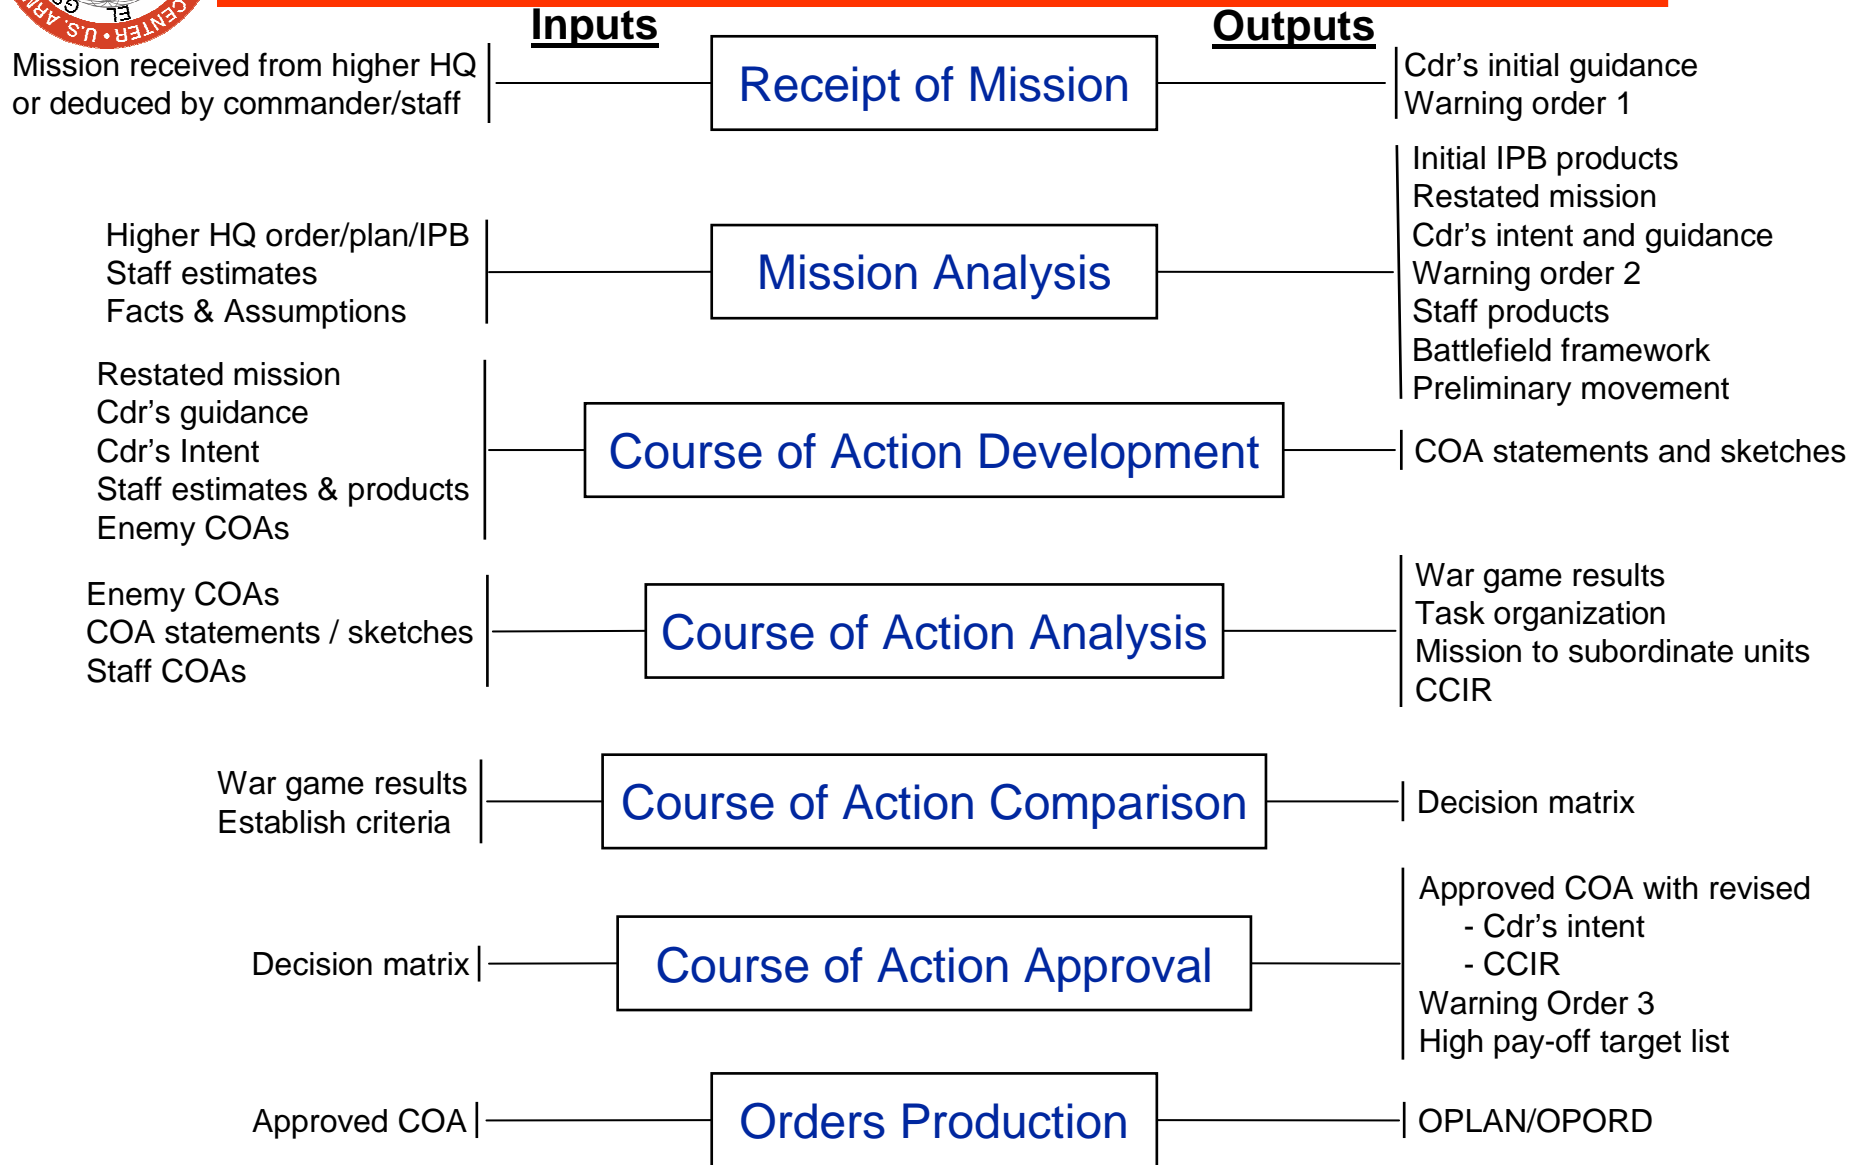 CENTER • U.S. ARM
GS
EL
Inputs
Outputs
Mission received from higher HQ
or deduced by commander/staff
Receipt of Mission
Cdr's initial guidance
Warning order 1
Higher HQ order/plan/IPB
Staff estimates
Facts & Assumptions
Mission Analysis
Initial IPB products
Restated mission
Cdr's intent and guidance
Warning order 2
Staff products
Battlefield framework
Preliminary movement
Restated mission
Cdr's guidance
Cdr's Intent
Staff estimates & products
Enemy COAs
Course of Action Development
COA statements and sketches
Enemy COAs
COA statements / sketches
Staff COAs
Course of Action Analysis
War game results
Task organization
Mission to subordinate units
CCIR
War game results
Establish criteria
Course of Action Comparison
Decision matrix
Decision matrix
Course of Action Approval
Approved COA with revised
- Cdr's intent
- CCIR
Warning Order 3
High pay-off target list
Approved COA
Orders Production
OPLAN/OPORD